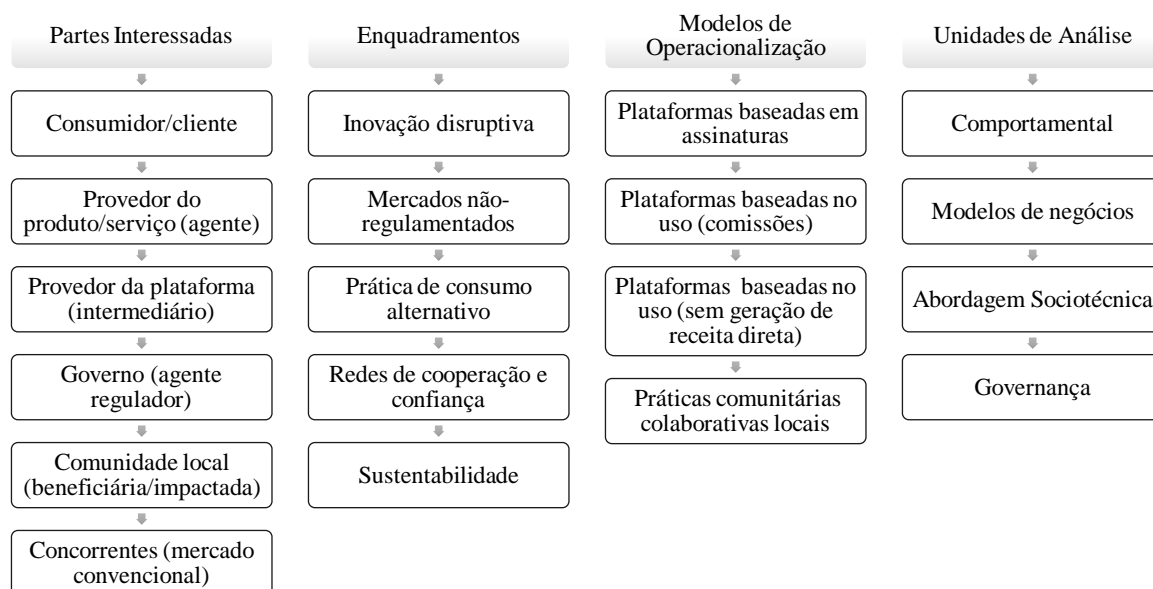 Partes Interessadas
Consumidor/cliente
Provedor do
produto/serviço (agente)
Provedor da plataforma
(intermediário)
Governo (agente
regulador)
Comunidade local
(beneficiária/impactada)
Concorrentes (mercado
convencional)
Enquadramentos
Inovação disruptiva
Mercados não-
regulamentados
Prática de consumo
alternativo
Redes de cooperação e
confiança
Sustentabilidade
Modelos de
Operacionalização
Plataformas baseadas em
assinaturas
Plataformas baseadas no
uso (comissões)
Plataformas baseadas no
uso (sem geração de
receita direta)
Práticas comunitárias
colaborativas locais
Unidades de Análise
Comportamental
Modelos de negócios
Abordagem Sociotécnica
Governança